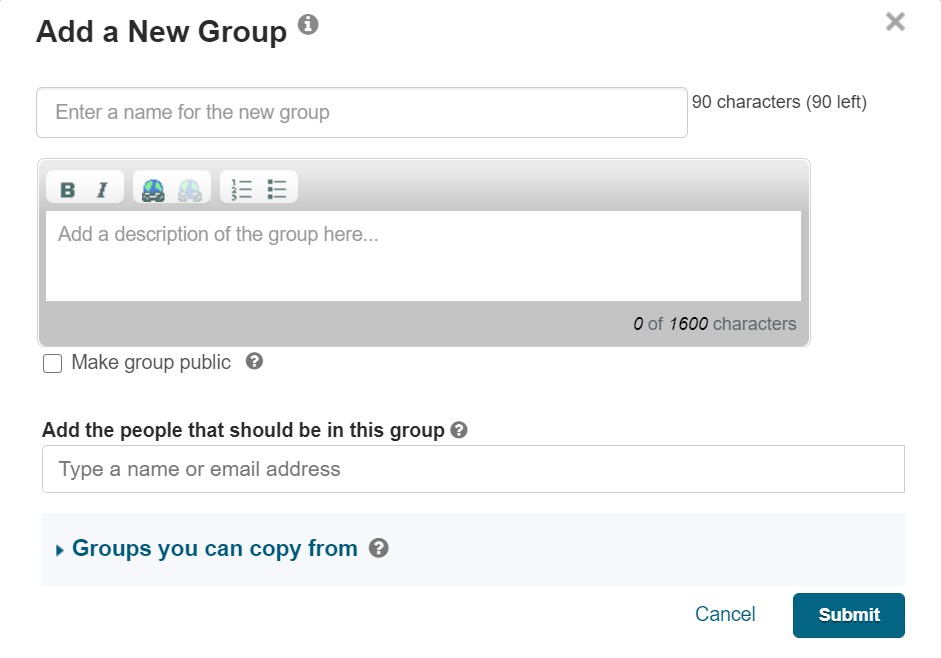 Add a New Group
Enter a name for the new group
90 characters (90 left)
B I
Add a description of the group here...
0 of 1600 characters
Make group public
Add the people that should be in this group
Type a name or email address
Groups you can copy from
Cancel
Submit